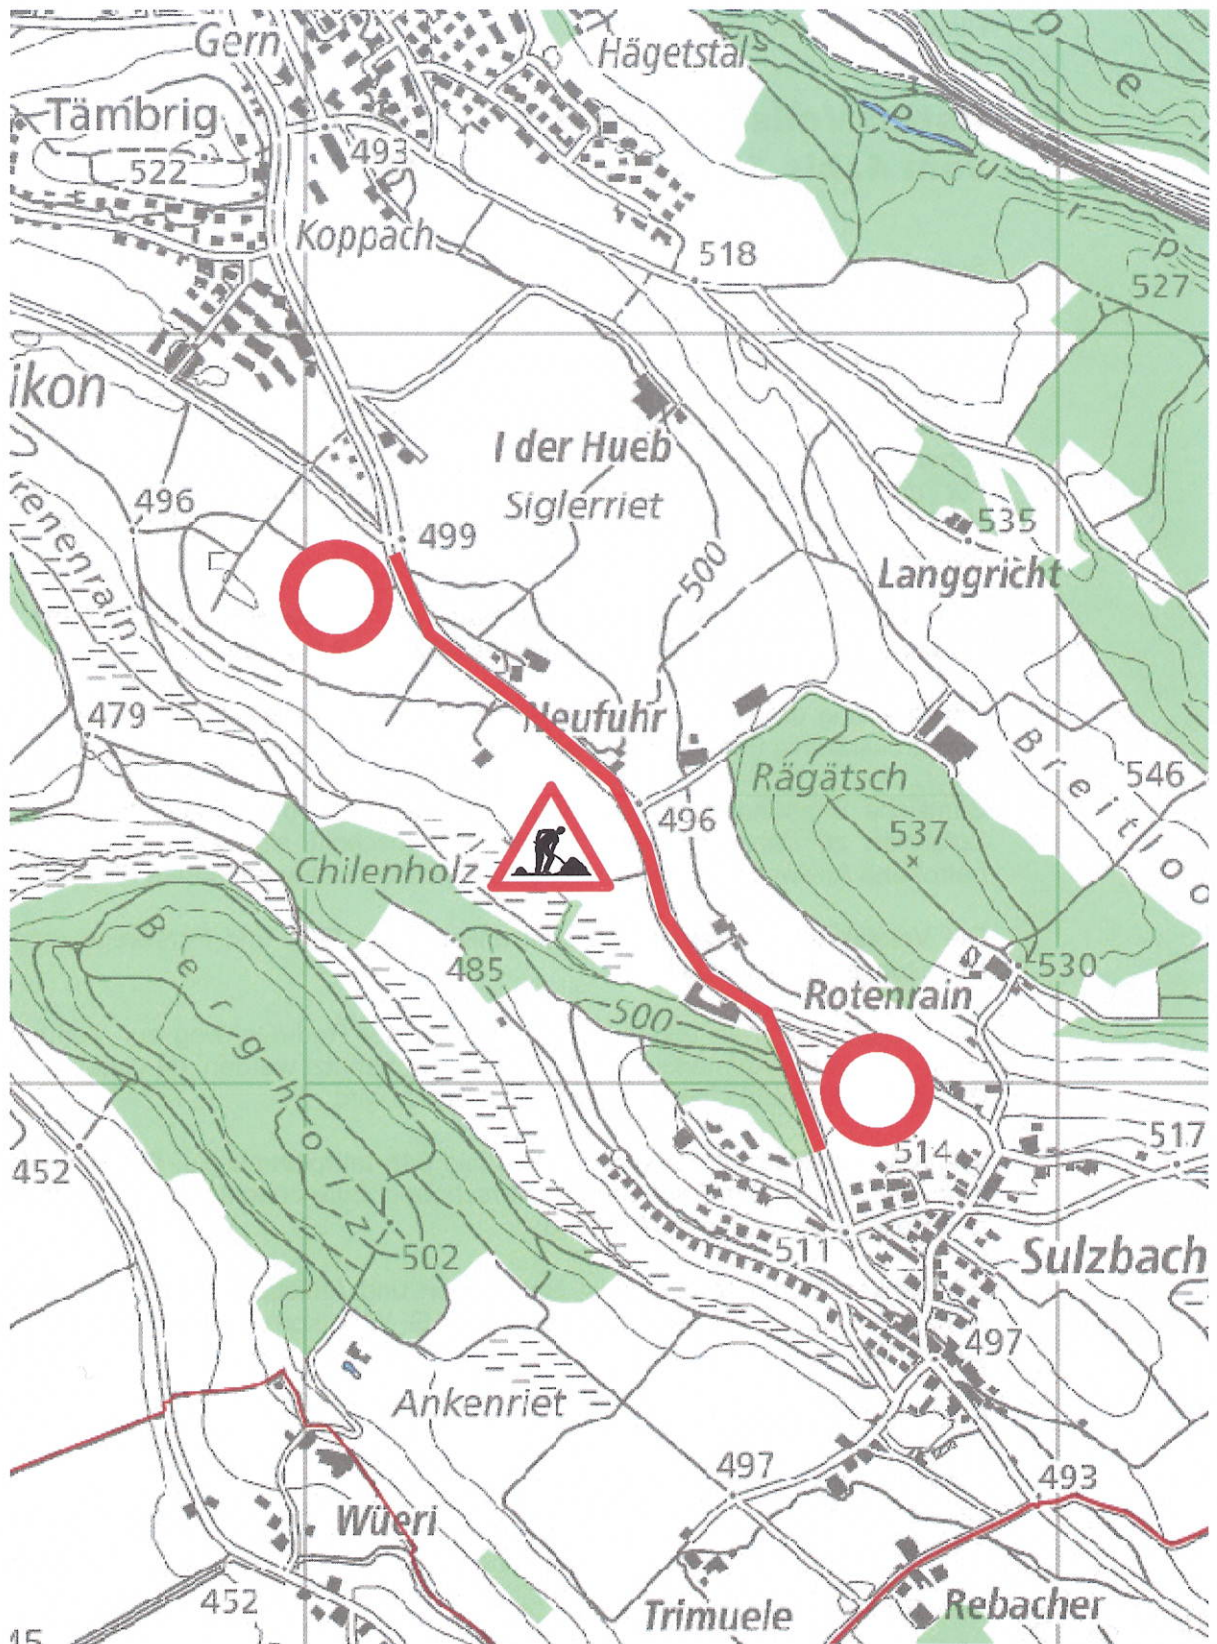 Gern
Hägetstal
Tämbrig
522
493
Koppach
518
527
ikon
I der Hueb
Siglerriet
496
499
500
535
Langgricht
renenrain
479
Neufuhr
Breitloo
546
Rägätsch
496
537
Chilenholz
Bergholz
485
530
Rotenrain
500
452
514
517
502
511
Sulzbach
497
Ankenriet
497
493
Wüeri
452
Trimuele
Rebacher
45